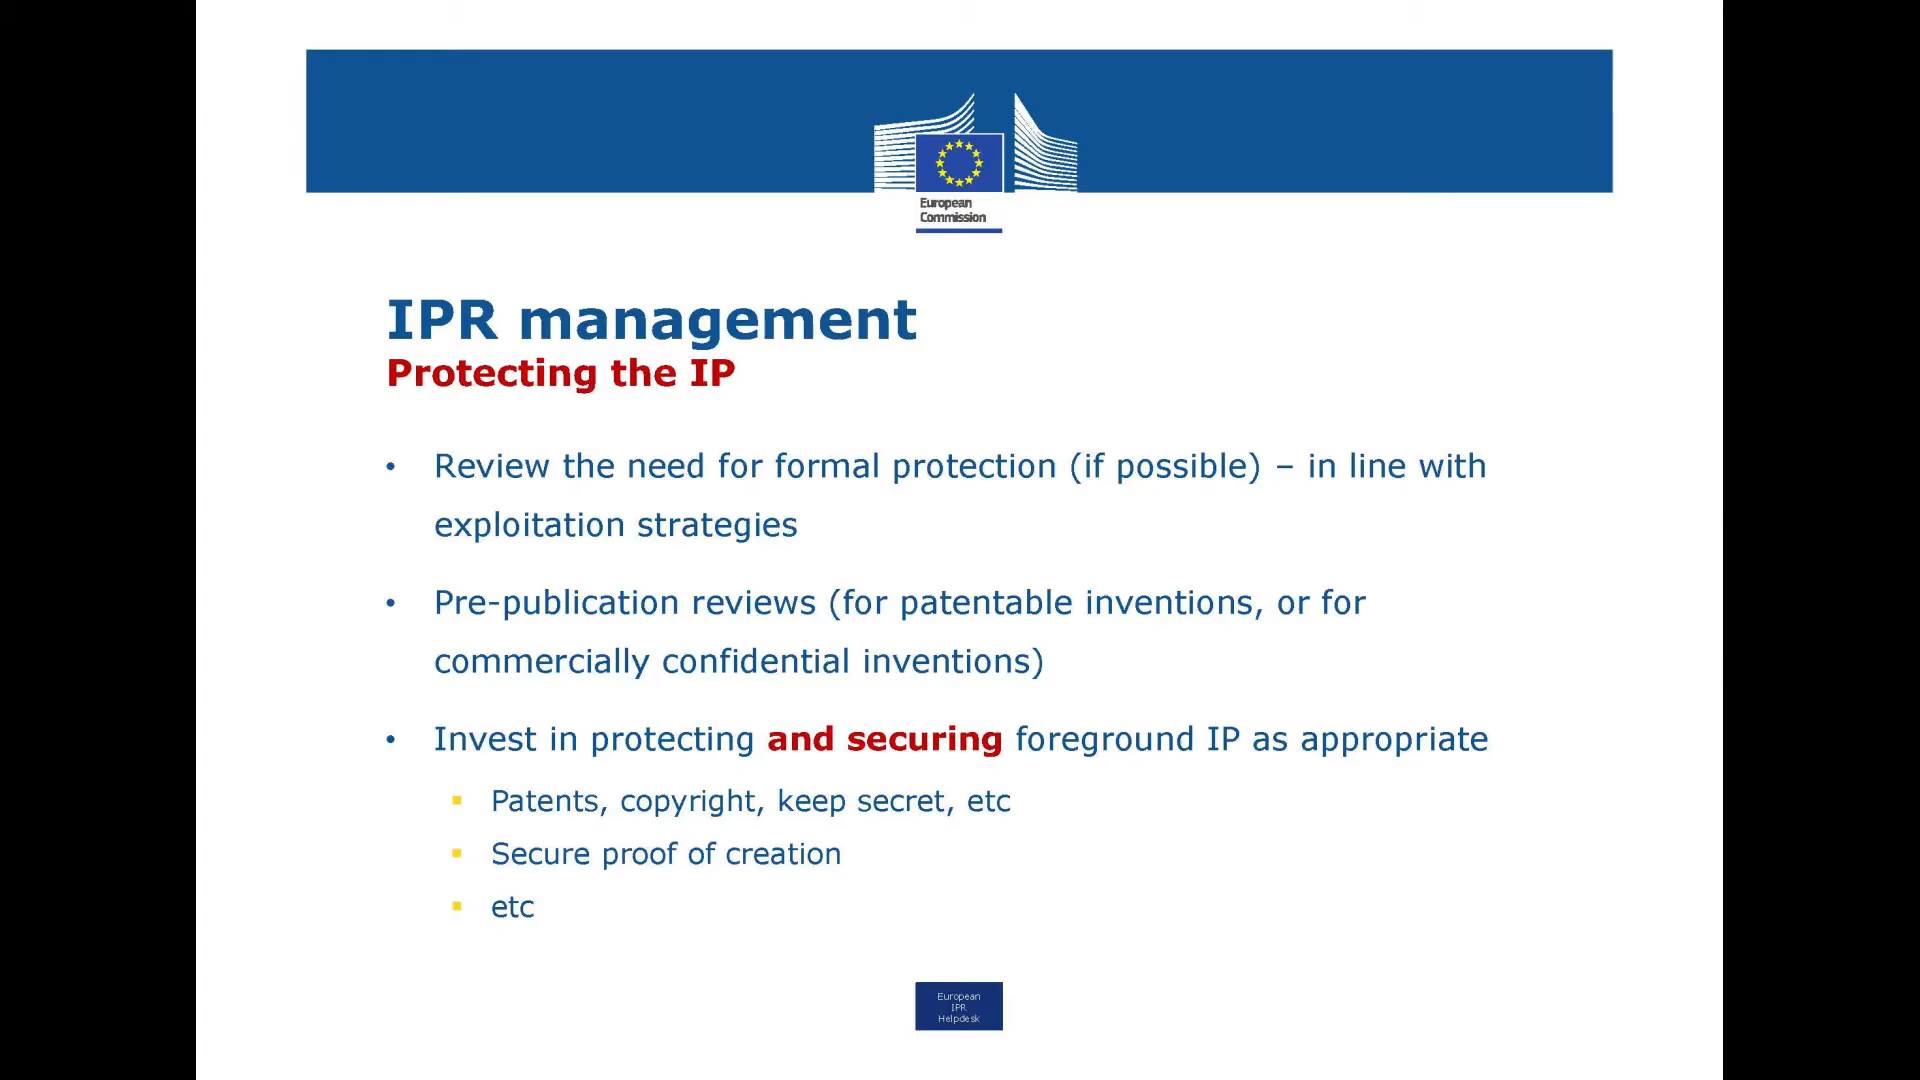 European
Commission
IPR management
Protecting the IP
• Review the need for formal protection (if possible) – in line with
exploitation strategies
• Pre-publication reviews (for patentable inventions, or for
commercially confidential inventions)
• Invest in protecting and securing foreground IP as appropriate
▪ Patents, copyright, keep secret, etc
▪ Secure proof of creation
▪ etc
European
IPR
Helpdesk